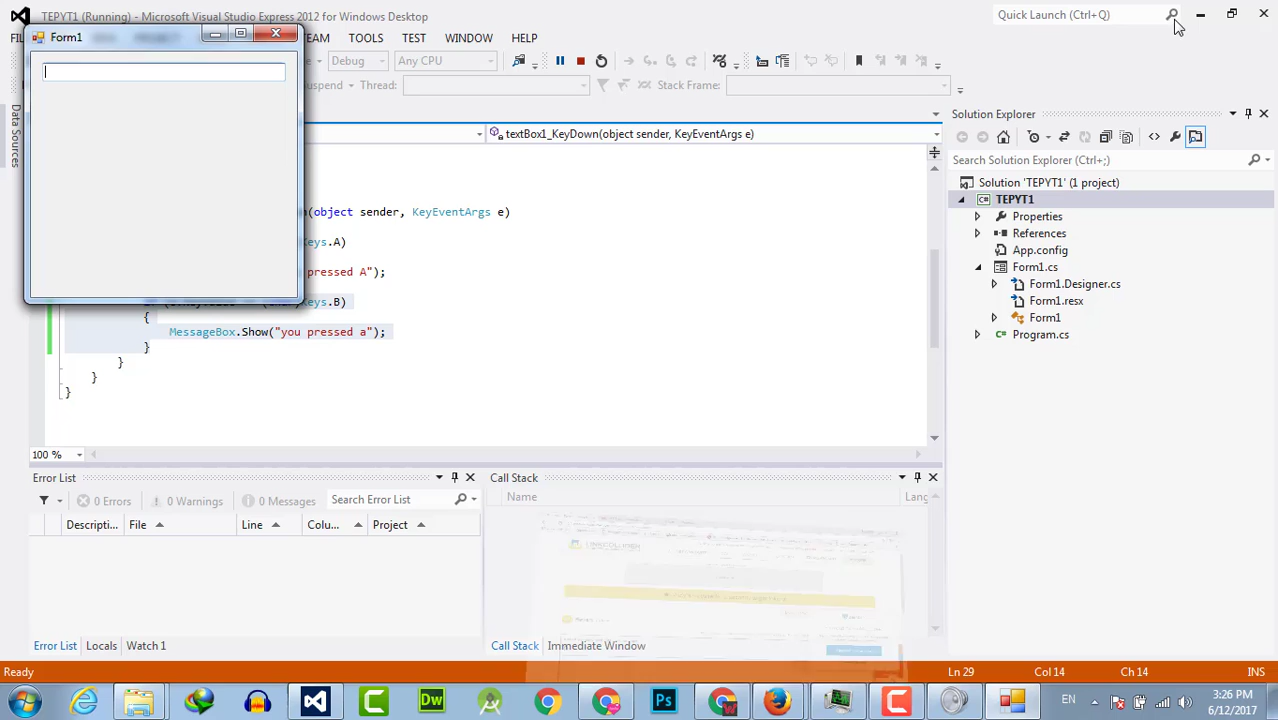 TEPYT1 (Running) - Microsoft Visual Studio Express 2012 for Windows Desktop
Quick Launch (Ctrl+Q)
Form1
TEAM TOOLS TEST WINDOW HELP
Debug
Any CPU
Suspend Thread:
Stack Frame:
Data Sources
textBox1_KeyDown(object sender, KeyEventArgs e)
(object sender, KeyEventArgs e)
Keys.A)
pressed A");
Keys.B)
{
MessageBox.Show("you pressed a");
}
}
}
}
100 %
Solution Explorer
Search Solution Explorer (Ctrl+;)
Solution 'TEPYT1' (1 project)
TEPYT1
Properties
References
App.config
Form1.cs
Form1.Designer.cs
Form1.resx
Form1
Program.cs
Error List
0 Errors
0 Warnings
0 Messages
Search Error List
Descripti...
File
Line
Colu...
Project
Call Stack
Name
Lang
Error List Locals Watch 1
Call Stack Immediate Window
Ready
Ln 29
Col 14
Ch 14
INS
Dw
Ps
EN
3:26 PM
6/12/2017